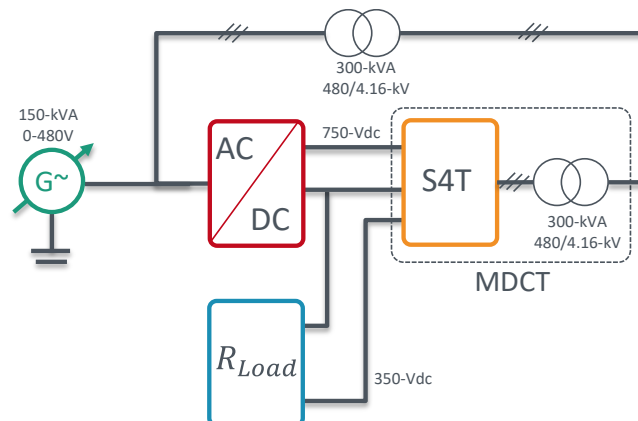 300-kVA
480/4.16-kV
150-kVA
0-480V
G~
AC
DC
750-Vdc
S4T
300-kVA
480/4.16-kV
MDCT
R_Load
350-Vdc